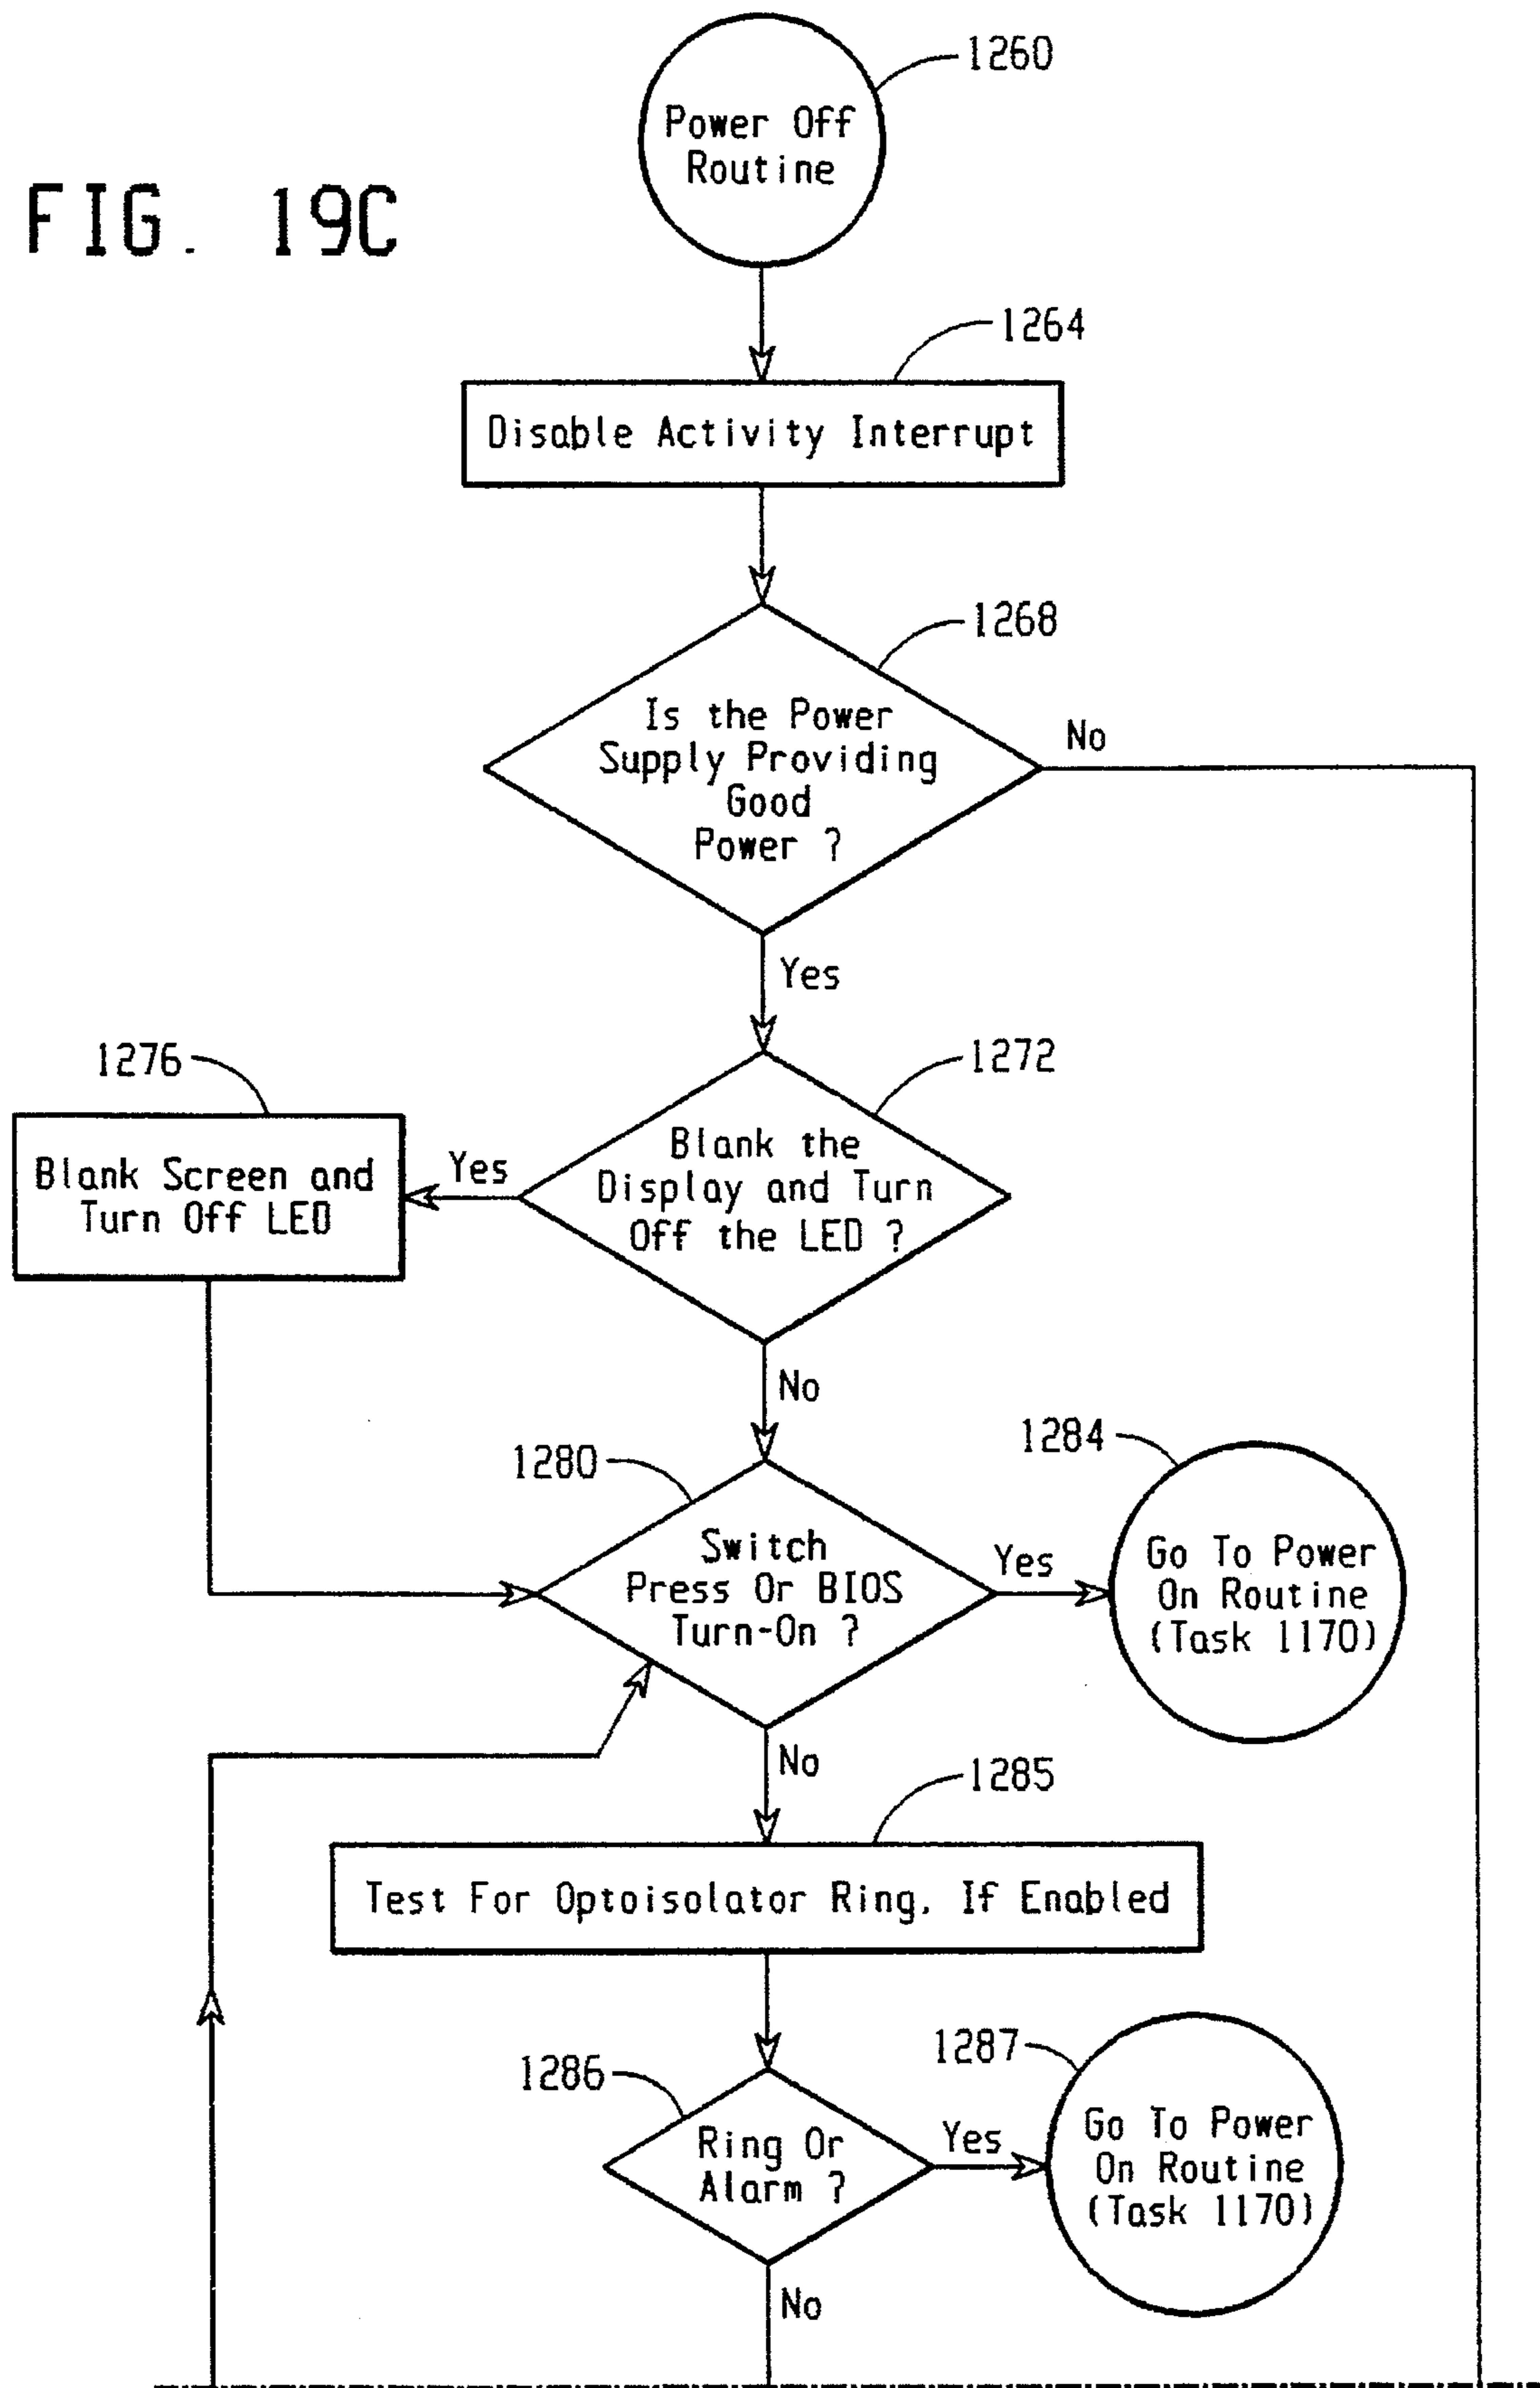 1260
Power Off
Routine
FIG. 19C
1264
Disable Activity Interrupt
1268
Is the Power
Supply Providing
Good
Power ?
No
Yes
1276
1272
Blank Screen and
Turn Off LED
Yes
Blank the
Display and Turn
Off the LED ?
No
1280
1284
Switch
Press Or BIOS
Turn-On ?
Yes
Go To Power
On Routine
(Task 1170)
No
1285
Test For Optoisolator Ring, If Enabled
1286
1287
Ring Or
Alarm ?
Yes
Go To Power
On Routine
(Task 1170)
No